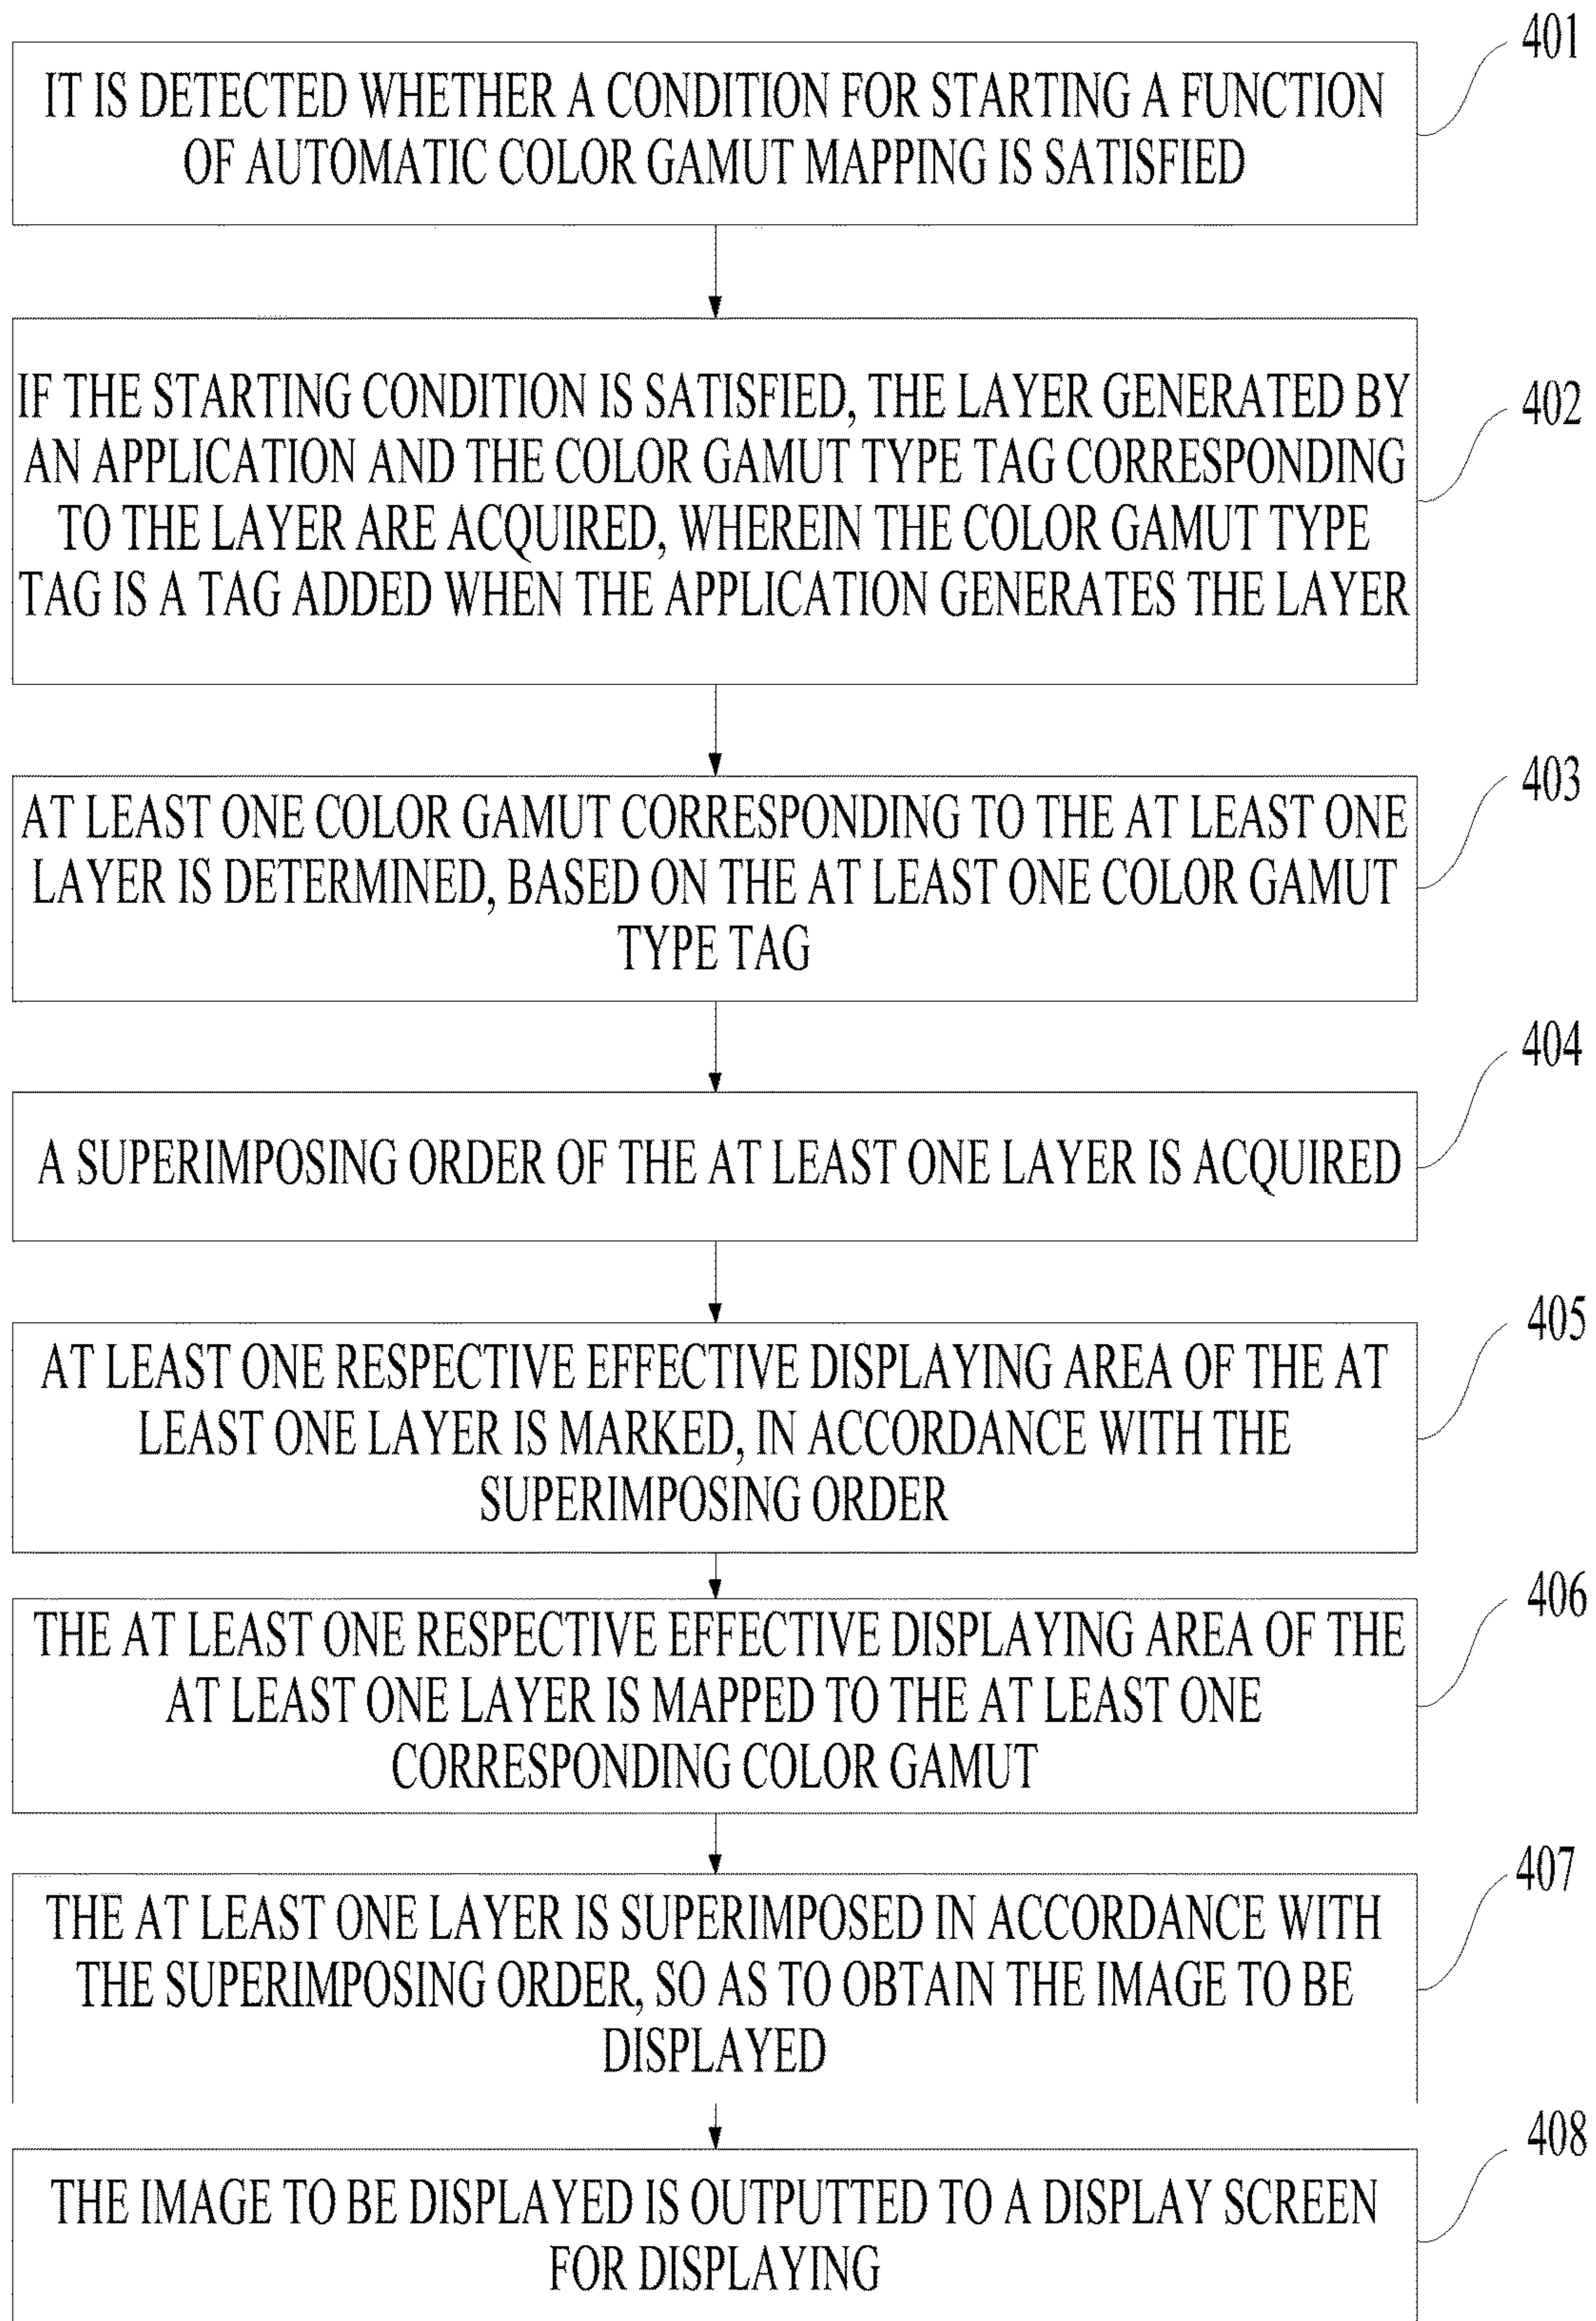 401
IT IS DETECTED WHETHER A CONDITION FOR STARTING A FUNCTION
OF AUTOMATIC COLOR GAMUT MAPPING IS SATISFIED
402
IF THE STARTING CONDITION IS SATISFIED, THE LAYER GENERATED BY
AN APPLICATION AND THE COLOR GAMUT TYPE TAG CORRESPONDING
TO THE LAYER ARE ACQUIRED, WHEREIN THE COLOR GAMUT TYPE
TAG IS A TAG ADDED WHEN THE APPLICATION GENERATES THE LAYER
403
AT LEAST ONE COLOR GAMUT CORRESPONDING TO THE AT LEAST ONE
LAYER IS DETERMINED, BASED ON THE AT LEAST ONE COLOR GAMUT
TYPE TAG
404
A SUPERIMPOSING ORDER OF THE AT LEAST ONE LAYER IS ACQUIRED
405
AT LEAST ONE RESPECTIVE EFFECTIVE DISPLAYING AREA OF THE AT
LEAST ONE LAYER IS MARKED, IN ACCORDANCE WITH THE
SUPERIMPOSING ORDER
406
THE AT LEAST ONE RESPECTIVE EFFECTIVE DISPLAYING AREA OF THE
AT LEAST ONE LAYER IS MAPPED TO THE AT LEAST ONE
CORRESPONDING COLOR GAMUT
407
THE AT LEAST ONE LAYER IS SUPERIMPOSED IN ACCORDANCE WITH
THE SUPERIMPOSING ORDER, SO AS TO OBTAIN THE IMAGE TO BE
DISPLAYED
408
THE IMAGE TO BE DISPLAYED IS OUTPUTTED TO A DISPLAY SCREEN
FOR DISPLAYING